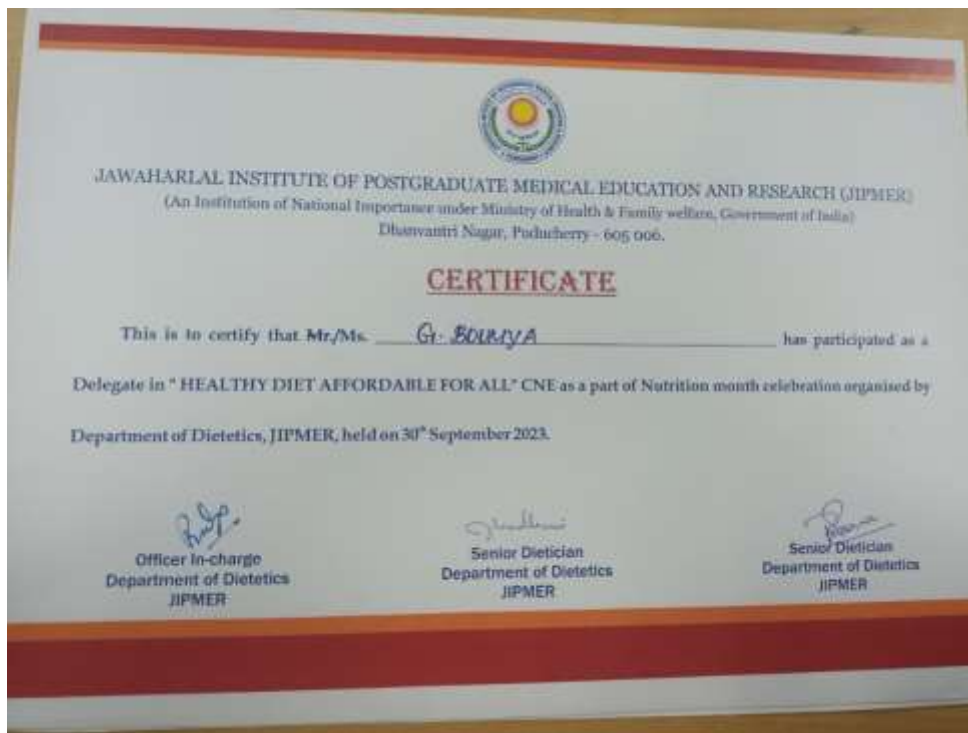 JAWAHARLAL INSTITUTE OF POSTGRADUATE MEDICAL EDUCATION AND RESEARCH (JIPMER)
(An Institution of National Importance under Ministry of Health & Family welfare, Government of India)
Dhanvantri Nagar, Puducherry - 605 006.
CERTIFICATE
This is to certify that Mr./Ms. G. has participated as a
Delegate in "HEALTHY DIET AFFORDABLE FOR ALL" CNE as a part of Nutrition month celebration organised by
Department of Dietetics, JIPMER, held on 30th September 2023.
Officer In-charge
Department of Dietetics
JIPMER
Senior Dietician
Department of Dietetics
JIPMER
Senior Dietician
Department of Dietetics
JIPMER